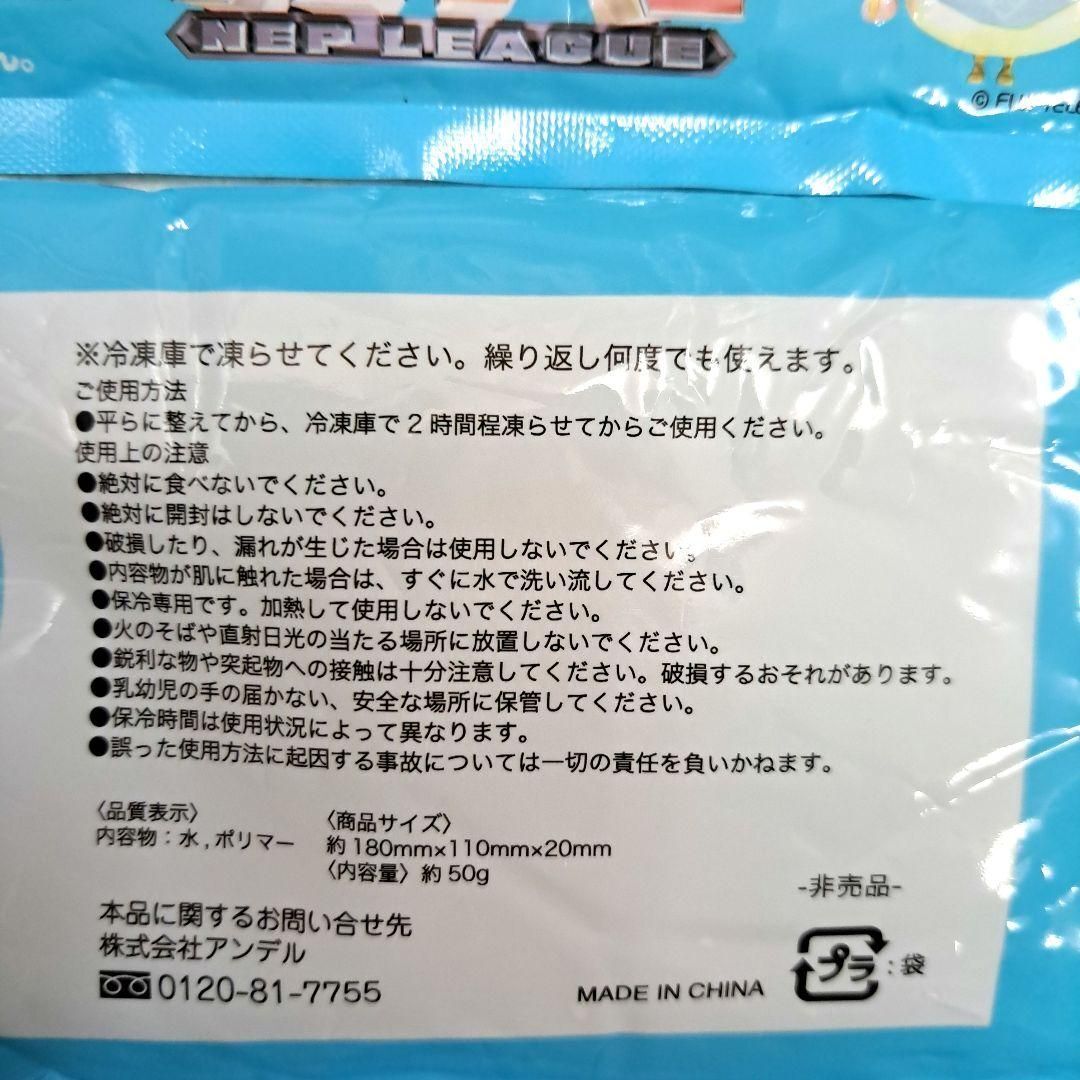 NEP LEAGUE
ん。
©
※冷凍庫で凍らせてください。繰り返し何度でも使えます。
ご使用方法
●平らに整えてから、冷凍庫で2時間程凍らせてからご使用ください。
使用上の注意
●絶対に食べないでください。
●絶対に開封はしないでください。
●破損したり、漏れが生じた場合は使用しないでください。
●内容物が肌に触れた場合は、すぐに水で洗い流してください。
●保冷専用です。加熱して使用しないでください。
●火のそばや直射日光の当たる場所に放置しないでください。
●鋭利な物や突起物への接触は十分注意してください。破損するおそれがあります。
●乳幼児の手の届かない、安全な場所に保管してください。
●保冷時間は使用状況によって異なります。
●誤った使用方法に起因する事故については一切の責任を負いかねます。
〈品質表示〉
内容物：水，ポリマー
〈商品サイズ〉
約180mm×110mm×20mm
〈内容量〉約50g
-非売品-
本品に関するお問い合せ先
株式会社アンデル
0120-81-7755
MADE IN CHINA
プラ：袋